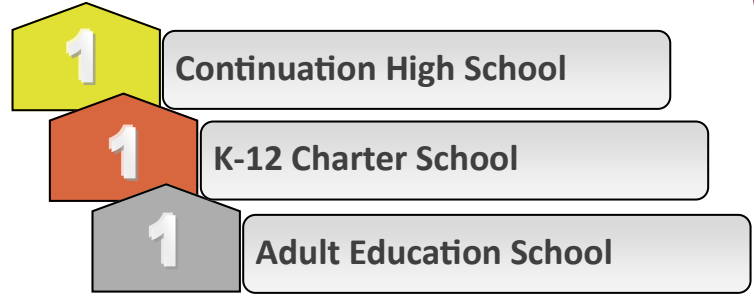 1 Continuation High School
1 K-12 Charter School
1 Adult Education School